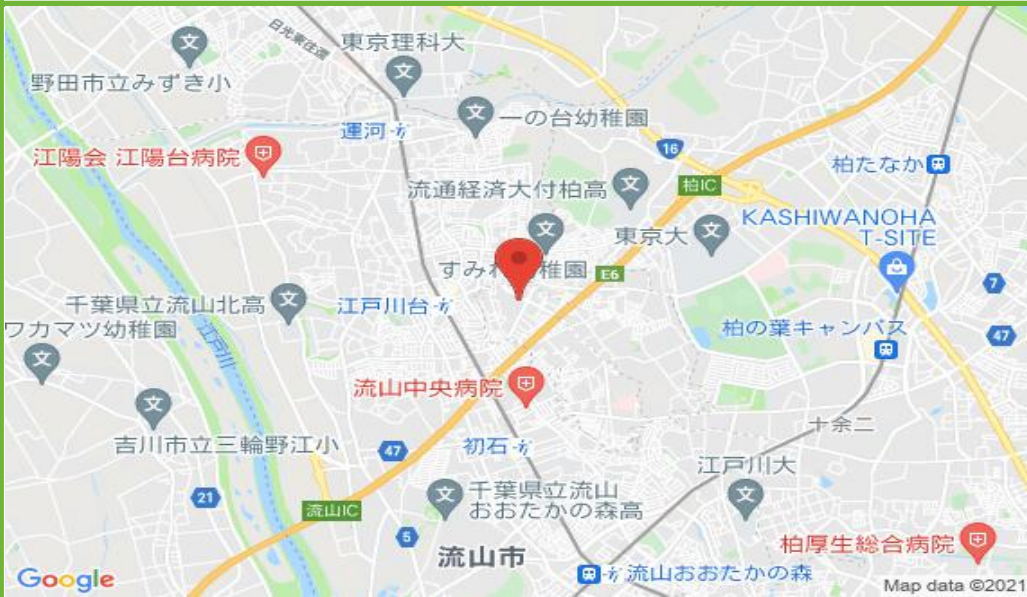 日光東往還
東京理科大
野田市立みずき小
一の台幼稚園
運河
16
江陽会 江陽台病院
柏たなか
流通経済大付柏高
柏IC
KASHIWANOHA
T-SITE
東京大
すみれ
稚園
E6
7
千葉県立流山北高
江戸川台
ワカマツ幼稚園
江戸川
柏の葉キャンパス
47
流山中央病院
吉川市立三輪野江小
47
初石
十余二
江戸川大
21
流山IC
千葉県立流山
おおたかの森高
5
流山市
柏厚生総合病院
流山おおたかの森
Google
Map data ©2021